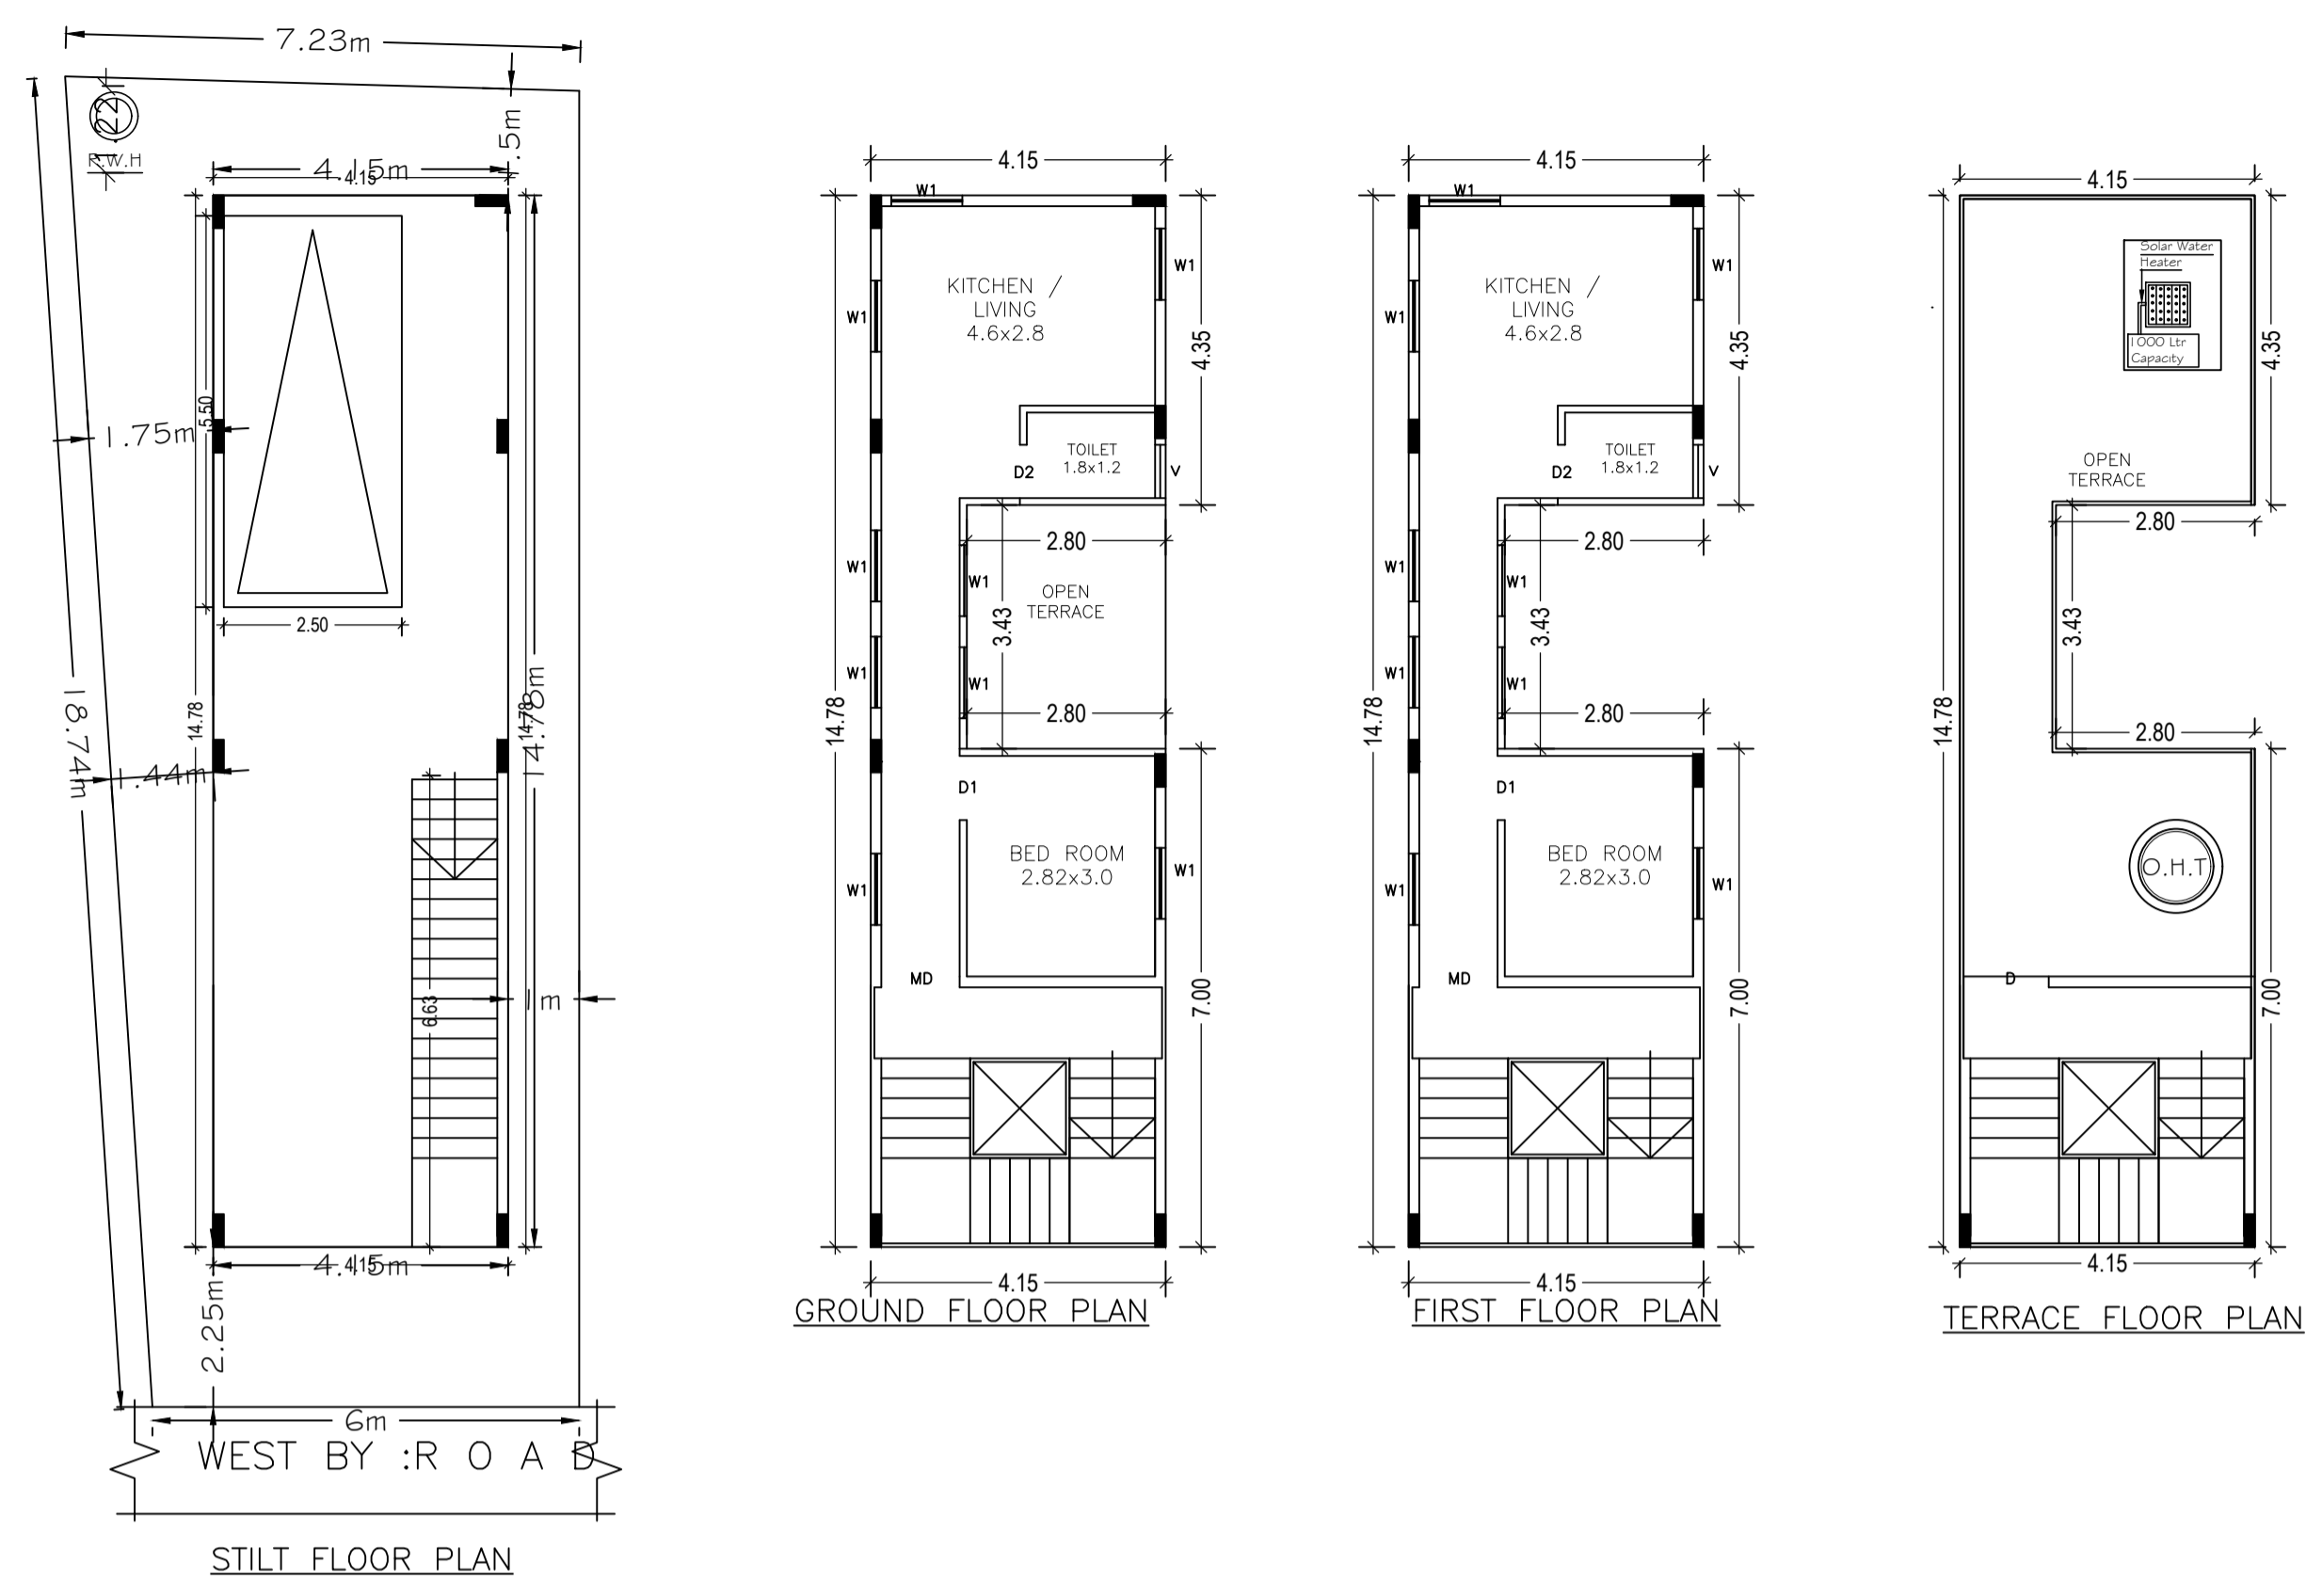 7.23m
1.22m
R.W.H
.5m
4.15m
4.15
5.50
1.75m
2.50
18.74m
14.78
14.78
14.78m
1.44m
6.63
1m
4.15
4.15m
2.25m
6m
WEST BY :R O A D
STILT FLOOR PLAN
4.15
W1
W1
KITCHEN /
LIVING
4.6x2.8
W1
4.35
TOILET
1.8x1.2
D2
V
2.80
W1
W1
OPEN
TERRACE
3.43
W1
W1
2.80
14.78
D1
BED ROOM
2.82x3.0
W1
W1
MD
7.00
4.15
GROUND FLOOR PLAN
4.15
W1
W1
KITCHEN /
LIVING
4.6x2.8
W1
4.35
TOILET
1.8x1.2
D2
V
2.80
W1
W1
3.43
W1
W1
2.80
14.78
D1
BED ROOM
2.82x3.0
W1
W1
MD
7.00
4.15
FIRST FLOOR PLAN
4.15
Solar Water
Heater
1000 Ltr
Capacity
4.35
OPEN
TERRACE
2.80
3.43
2.80
14.78
O.H.T
D
7.00
4.15
TERRACE FLOOR PLAN